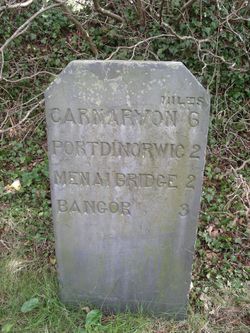 MILES
CARNARVON 6
PORTDINORWIC 2
MENAI BRIDGE 2
BANGOR 3